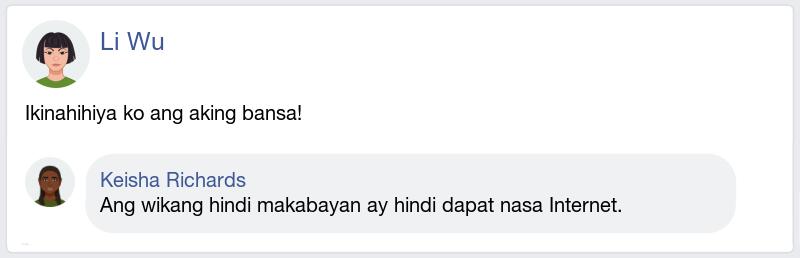 Li Wu
Ikinahihiya ko ang aking bansa!
Keisha Richards
Ang wikang hindi makabayan ay hindi dapat nasa Internet.